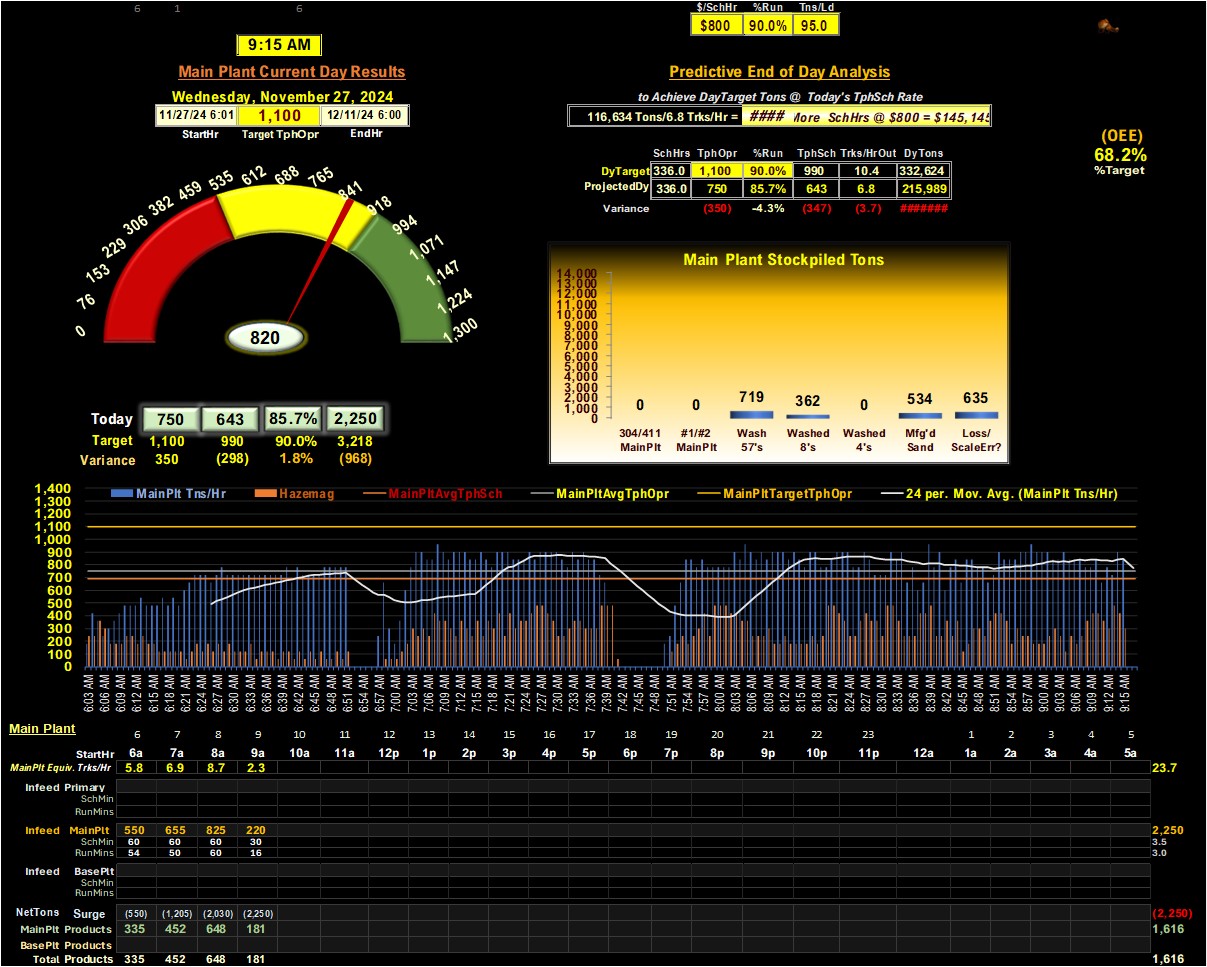 6 1 6
$/SchHr %Run Tns/Ld
$800 90.0% 95.0
9:15 AM
Main Plant Current Day Results
Predictive End of Day Analysis
Wednesday, November 27, 2024
to Achieve DayTarget Tons @ Today's TphSch Rate
11/27/24 6:01 1,100 12/11/24 6:00
116,634 Tons/6.8 Trks/Hr = #### More SchHrs @ $800 = $145,145
StartHr Target TphOpr EndHr
(OEE)
68.2%
%Target
SchHrs TphOpr %Run TphSch Trks/HrOut DyTons
DyTarget 336.0 1,100 90.0% 990 10.4 332,624
ProjectedDy 336.0 750 85.7% 643 6.8 215,989
Variance (350) -4.3% (347) (3.7) #######
0 76 153 229 306 382 459 535 612 688 765 841 918 994 1,071 1,147 1,224 1,300
820
Main Plant Stockpiled Tons
14,000
13,000
12,000
11,000
10,000
9,000
8,000
7,000
6,000
5,000
4,000
3,000
2,000
1,000
0
0 0 719 362 0 534 635
304/411 #1/#2 Wash Washed Washed Mfg'd Loss/
MainPlt MainPlt 57's 8's 4's Sand ScaleErr?
Today 750 643 85.7% 2,250
Target 1,100 990 90.0% 3,218
Variance 350 (298) 1.8% (968)
MainPlt Tns/Hr Hazemag MainPltAvgTphSch MainPltAvgTphOpr MainPltTargetTphOpr 24 per. Mov. Avg. (MainPlt Tns/Hr)
1,400
1,300
1,200
1,100
1,000
900
800
700
600
500
400
300
200
100
0
6:03 AM 6:06 AM 6:09 AM 6:12 AM 6:15 AM 6:18 AM 6:21 AM 6:24 AM 6:27 AM 6:30 AM 6:33 AM 6:36 AM 6:39 AM 6:42 AM 6:45 AM 6:48 AM 6:51 AM 6:54 AM 6:57 AM 7:00 AM 7:03 AM 7:06 AM 7:09 AM 7:12 AM 7:15 AM 7:18 AM 7:21 AM 7:24 AM 7:27 AM 7:30 AM 7:33 AM 7:36 AM 7:39 AM 7:42 AM 7:45 AM 7:48 AM 7:51 AM 7:54 AM 7:57 AM 8:00 AM 8:03 AM 8:06 AM 8:09 AM 8:12 AM 8:15 AM 8:18 AM 8:21 AM 8:24 AM 8:27 AM 8:30 AM 8:33 AM 8:36 AM 8:39 AM 8:42 AM 8:45 AM 8:48 AM 8:51 AM 8:54 AM 8:57 AM 9:00 AM 9:03 AM 9:06 AM 9:09 AM 9:12 AM 9:15 AM
Main Plant
6 7 8 9 10 11 12 13 14 15 16 17 18 19 20 21 22 23 1 2 3 4 5
StartHr 6a 7a 8a 9a 10a 11a 12p 1p 2p 3p 4p 5p 6p 7p 8p 9p 10p 11p 12a 1a 2a 3a 4a 5a
MainPlt Equiv. Trks/Hr 5.8 6.9 8.7 2.3 23.7
Infeed Primary
SchMin
RunMins
Infeed MainPlt 550 655 825 220 2,250
SchMin 60 60 60 30 3.5
RunMins 54 50 60 16 3.0
Infeed BasePlt
SchMin
RunMins
NetTons Surge (550) (1,205) (2,030) (2,250) (2,250)
MainPlt Products 335 452 648 181 1,616
BasePlt Products
Total Products 335 452 648 181 1,616